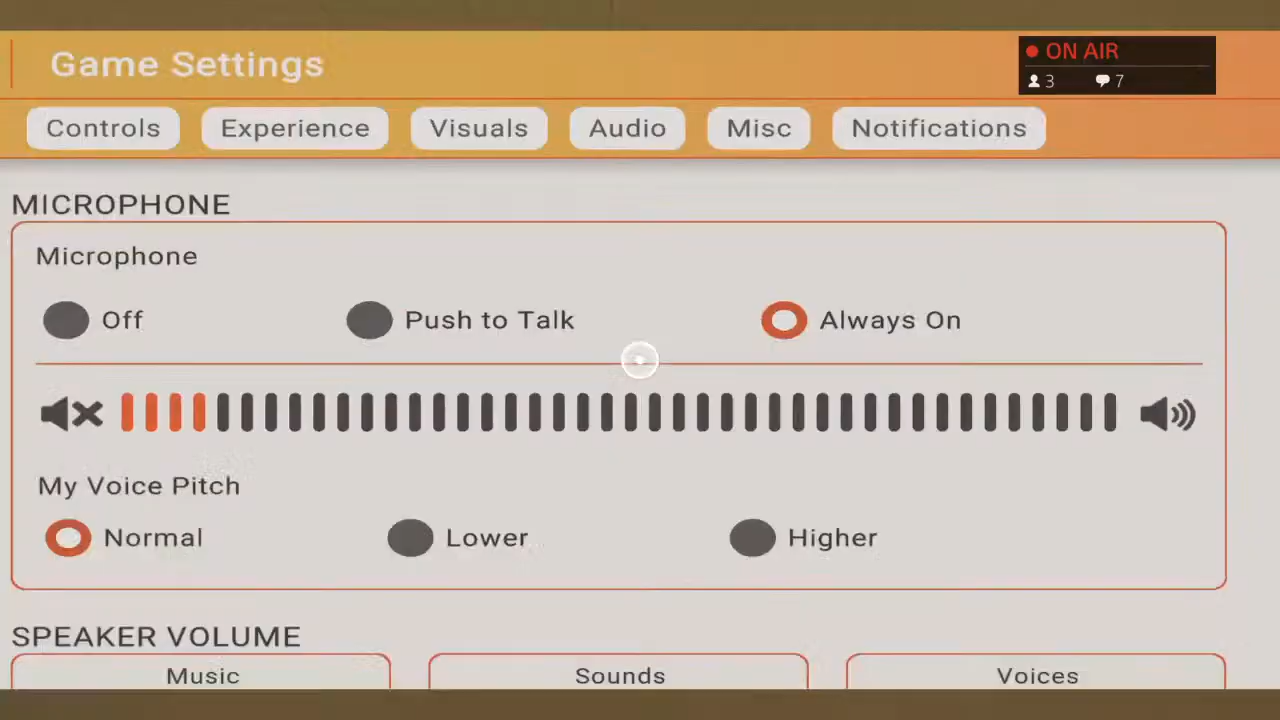 Game Settings
ON AIR
3 7
Controls Experience Visuals Audio Misc Notifications
MICROPHONE
Microphone
Off Push to Talk Always On
My Voice Pitch
Normal Lower Higher
SPEAKER VOLUME
Music Sounds Voices